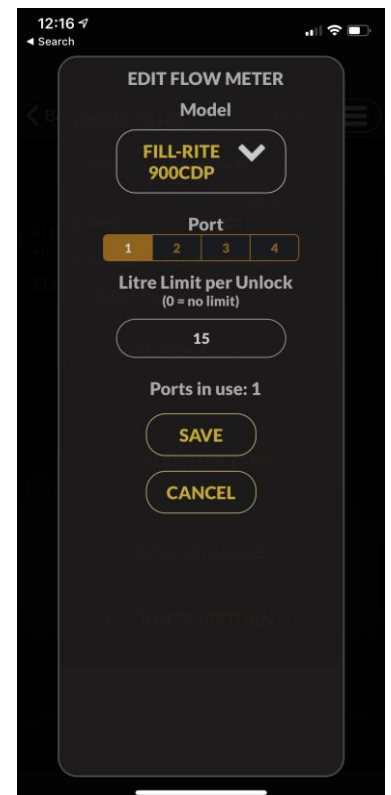 12:16
◀ Search
EDIT FLOW METER
Model
FILL-RITE
900CDP
Port
1 2 3 4
Litre Limit per Unlock
(0 = no limit)
15
Ports in use: 1
SAVE
CANCEL